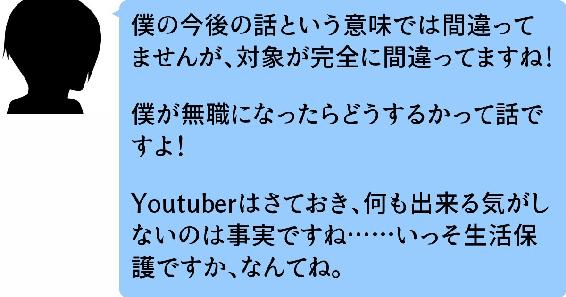 僕の今後の話という意味では間違って
ませんが、対象が完全に間違ってますね！
僕が無職になったらどうするかって話で
すよ！
Youtuberはさておき、何も出来る気がし
ないのは事実ですね……いっそ生活保
護ですか、なんてね。